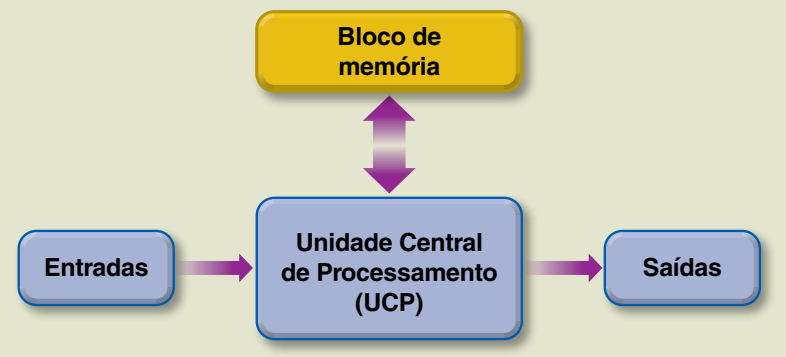 Bloco de
memória
Entradas
Unidade Central
de Processamento
(UCP)
Saídas